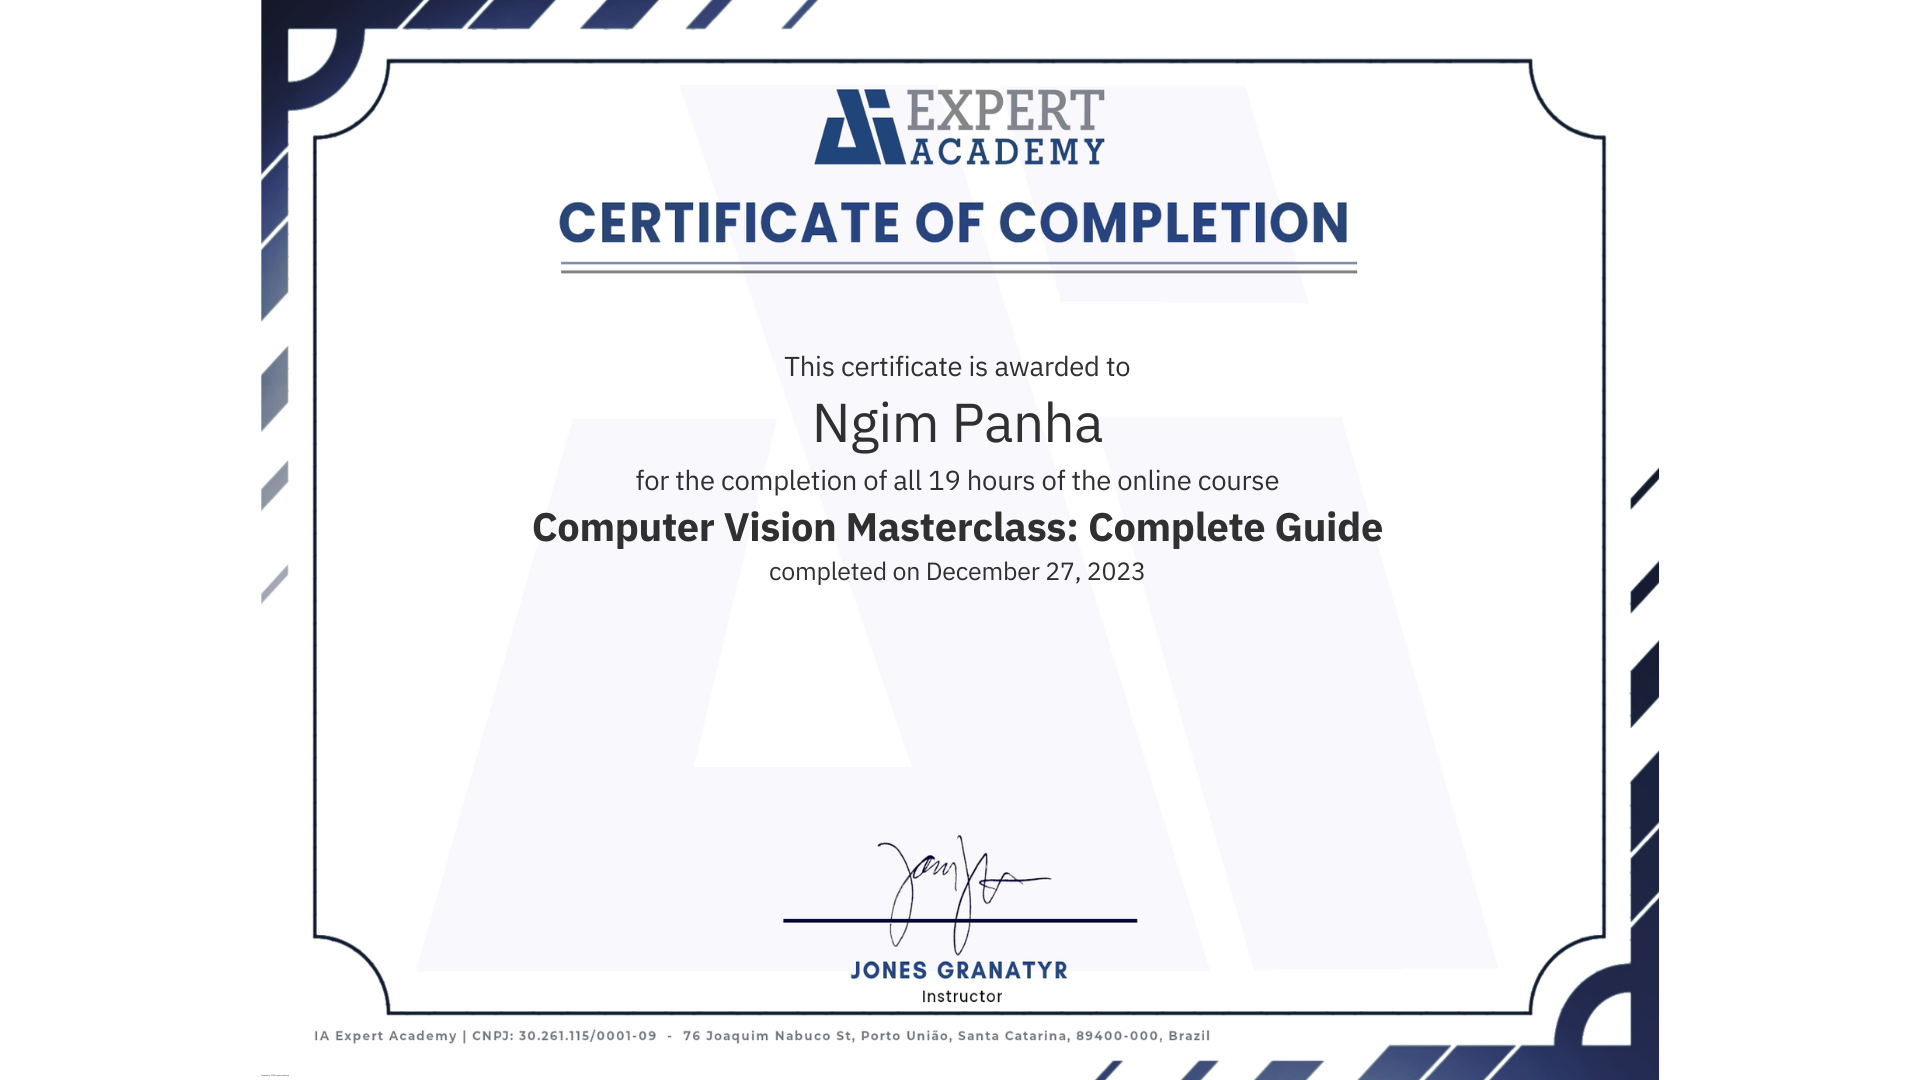 EXPERT
ACADEMY
CERTIFICATE OF COMPLETION
This certificate is awarded to
Ngim Panha
for the completion of all 19 hours of the online course
Computer Vision Masterclass: Complete Guide
completed on December 27, 2023
JONES GRANATYR
Instructor
IA Expert Academy | CNPJ: 30.261.115/0001-09 - 76 Joaquim Nabuco St, Porto União, Santa Catarina, 89400-000, Brazil